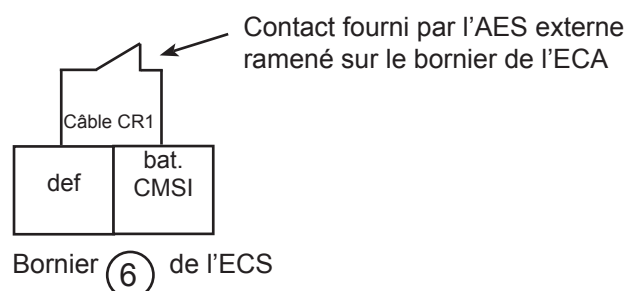 Contact fourni par l'AES externe
ramené sur le bornier de l'ECA
Câble CR1
def
bat.
CMSI
Bornier 6 de l'ECS